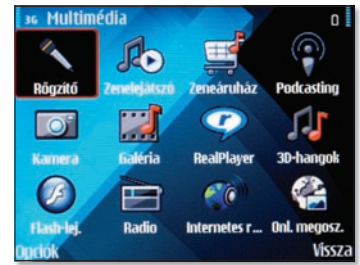 3G Multimédia
Rögzítő Zenelejátszó Zeneáruház Podcasting
Kamera Galéria RealPlayer 3D-hangok
Flash-lej. Radio Internetes r... Onl. megosz.
Opciók Vissza